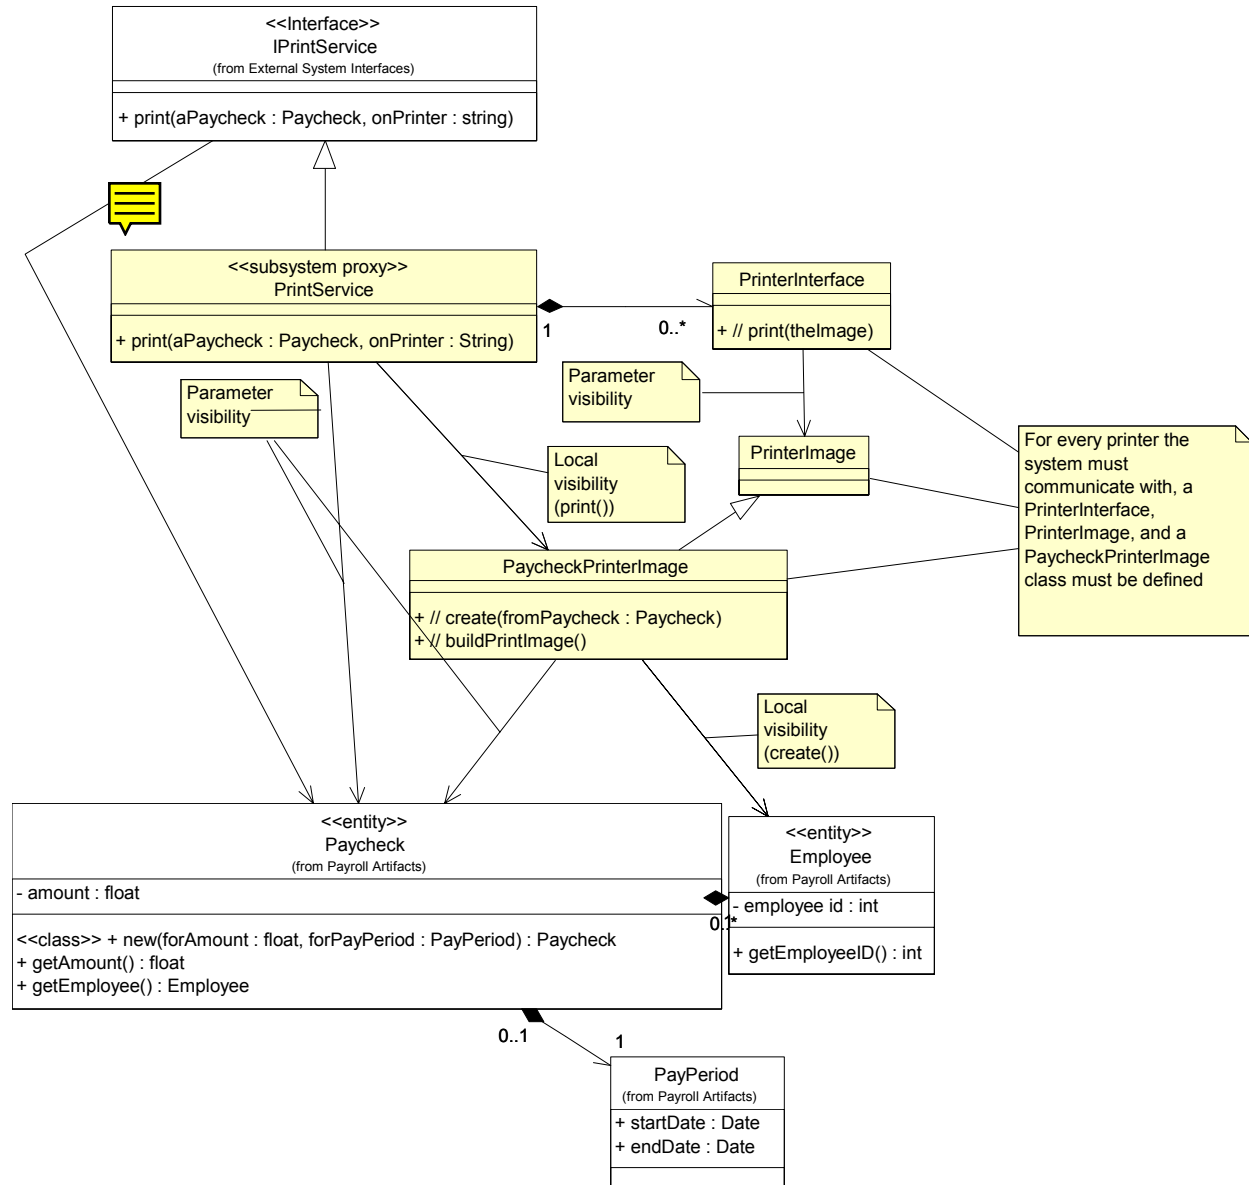 <<Interface>>
IPrintService
(from External System Interfaces)
+ print(aPaycheck : Paycheck, onPrinter : string)
<<subsystem proxy>>
PrintService
+ print(aPaycheck : Paycheck, onPrinter : String)
1
0..*
PrinterInterface
+ // print(theImage)
Parameter
visibility
Parameter
visibility
Local
visibility
(print())
PrinterImage
For every printer the
system must
communicate with, a
PrinterInterface,
PrinterImage, and a
PaycheckPrinterImage
class must be defined
PaycheckPrinterImage
+ // create(fromPaycheck : Paycheck)
+ // buildPrintImage()
Local
visibility
(create())
<<entity>>
Paycheck
(from Payroll Artifacts)
- amount : float
<<class>> + new(forAmount : float, forPayPeriod : PayPeriod) : Paycheck
+ getAmount() : float
+ getEmployee() : Employee
<<entity>>
Employee
(from Payroll Artifacts)
- employee id : int
+ getEmployeeID() : int
0..1
1
PayPeriod
(from Payroll Artifacts)
+ startDate : Date
+ endDate : Date